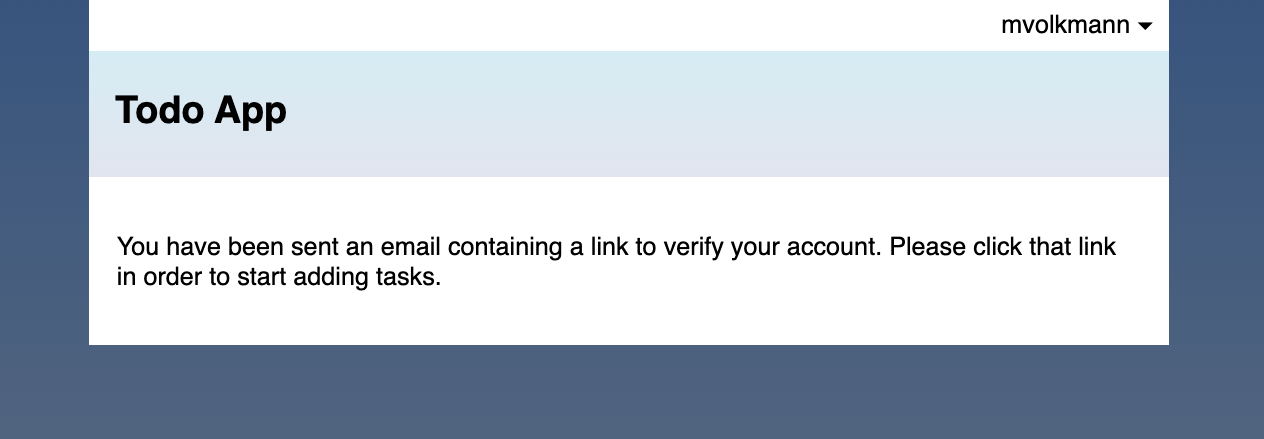 mvolkmann
Todo App
You have been sent an email containing a link to verify your account. Please click that link
in order to start adding tasks.